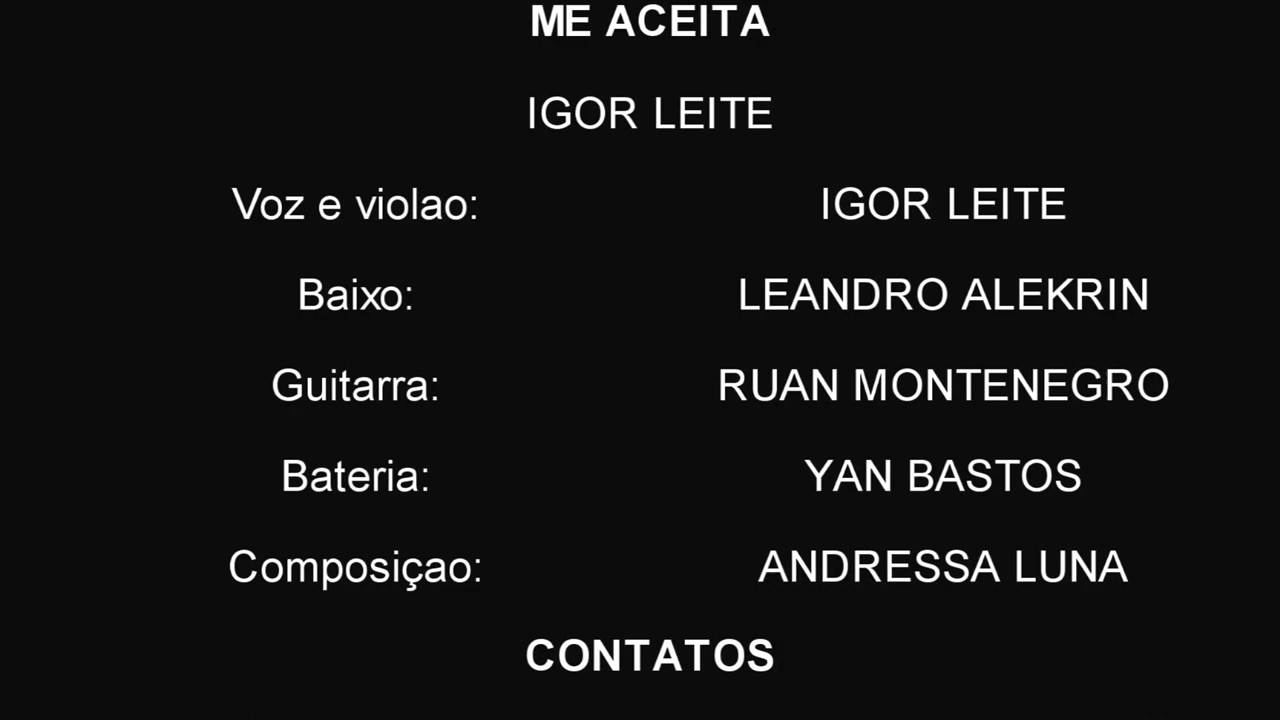 ME ACEITA
IGOR LEITE
Voz e violao: IGOR LEITE
Baixo: LEANDRO ALEKRIN
Guitarra: RUAN MONTENEGRO
Bateria: YAN BASTOS
Composiçao: ANDRESSA LUNA
CONTATOS